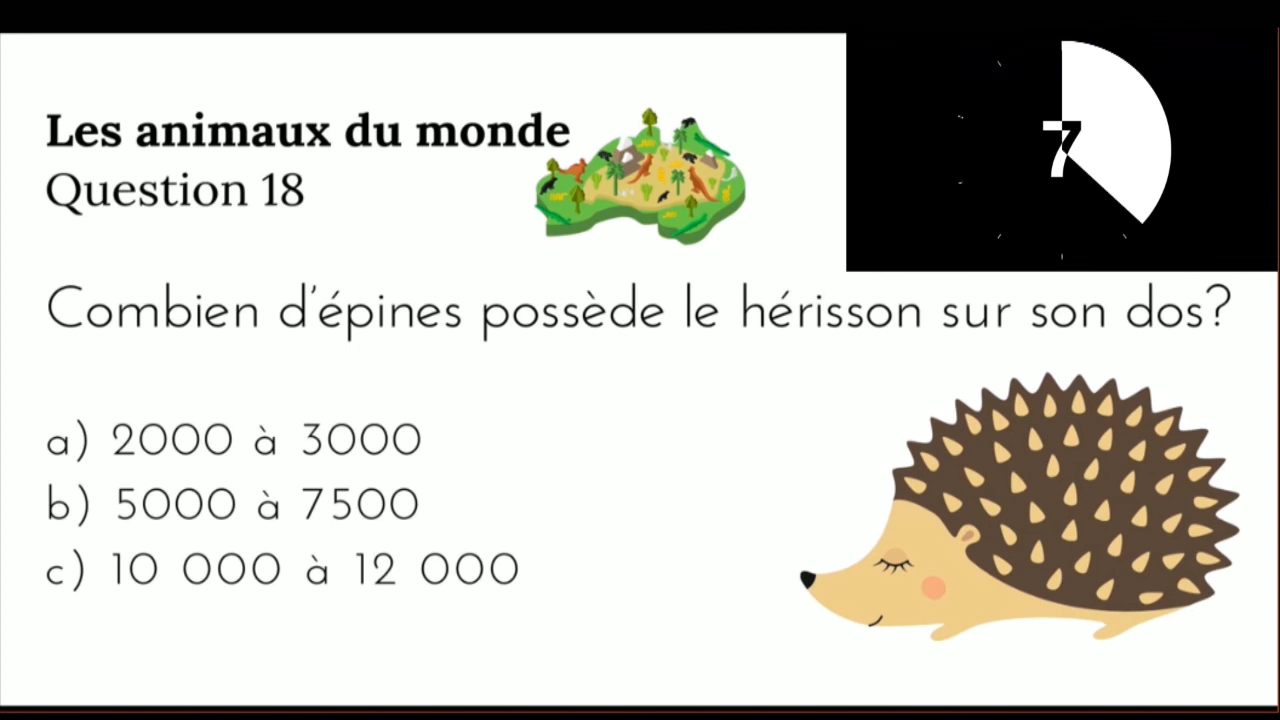 Les animaux du monde
Question 18
7
Combien d'épines possède le hérisson sur son dos?
a) 2000 à 3000
b) 5000 à 7500
c) 10 000 à 12 000